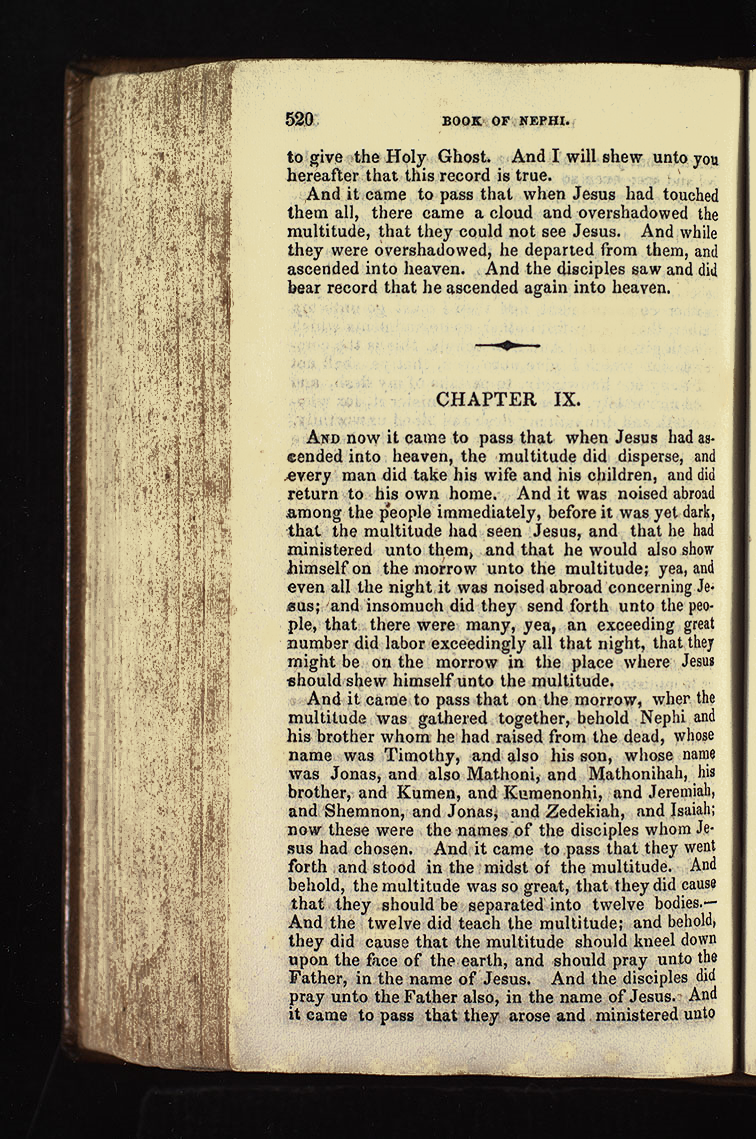 520 BOOK OF NEPHI.
to give the Holy Ghost. And I will shew unto you
hereafter that this record is true.
And it came to pass that when Jesus had touched
them all, there came a cloud and overshadowed the
multitude, that they could not see Jesus. And while
they were overshadowed, he departed from them, and
ascended into heaven. And the disciples saw and did
bear record that he ascended again into heaven.
CHAPTER IX.
AND now it came to pass that when Jesus had as-
cended into heaven, the multitude did disperse, and
every man did take his wife and his children, and did
return to his own home. And it was noised abroad
among the people immediately, before it was yet dark,
that the multitude had seen Jesus, and that he had
ministered unto them, and that he would also show
himself on the morrow unto the multitude; yea, and
even all the night it was noised abroad concerning Je-
sus; and insomuch did they send forth unto the peo-
ple, that there were many, yea, an exceeding great
number did labor exceedingly all that night, that they
might be on the morrow in the place where Jesus
should shew himself unto the multitude.
And it came to pass that on the morrow, wher the
multitude was gathered together, behold Nephi and
his brother whom he had raised from the dead, whose
name was Timothy, and also his son, whose name
was Jonas, and also Mathoni, and Mathonihah, his
brother, and Kumen, and Kumenonhi, and Jeremiah,
and Shemnon, and Jonas, and Zedekiah, and Isaiah;
now these were the names of the disciples whom Je-
sus had chosen. And it came to pass that they went
forth and stood in the midst of the multitude. And
behold, the multitude was so great, that they did cause
that they should be separated into twelve bodies.—
And the twelve did teach the multitude; and behold,
they did cause that the multitude should kneel down
upon the face of the earth, and should pray unto the
Father, in the name of Jesus. And the disciples did
pray unto the Father also, in the name of Jesus. And
it came to pass that they arose and ministered unto